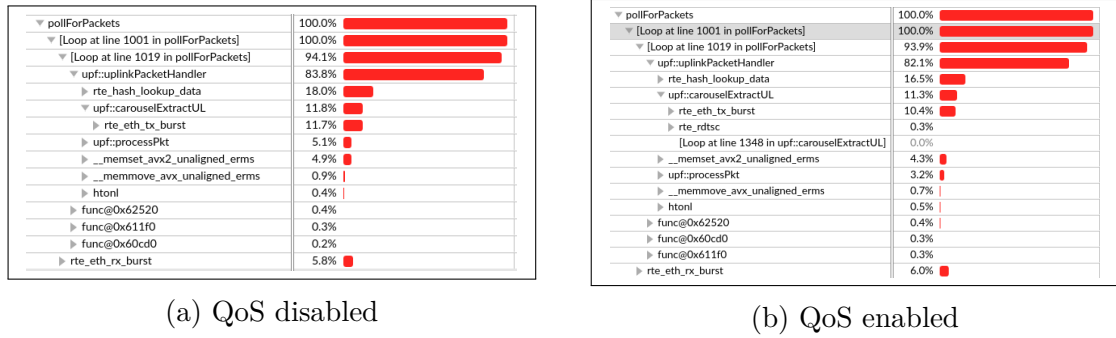 pollForPackets 100.0%
[Loop at line 1001 in pollForPackets] 100.0%
[Loop at line 1019 in pollForPackets] 94.1%
upf::uplinkPacketHandler 83.8%
rte_hash_lookup_data 18.0%
upf::carouselExtractUL 11.8%
rte_eth_tx_burst 11.7%
upf::processPkt 5.1%
__memset_avx2_unaligned_erms 4.9%
__memmove_avx_unaligned_erms 0.9%
htonl 0.4%
func@0x62520 0.4%
func@0x611f0 0.3%
func@0x60cd0 0.2%
rte_eth_rx_burst 5.8%
(a) QoS disabled
pollForPackets 100.0%
[Loop at line 1001 in pollForPackets] 100.0%
[Loop at line 1019 in pollForPackets] 93.9%
upf::uplinkPacketHandler 82.1%
rte_hash_lookup_data 16.5%
upf::carouselExtractUL 11.3%
rte_eth_tx_burst 10.4%
rte_rdtsc 0.3%
[Loop at line 1348 in upf::carouselExtractUL] 0.0%
__memset_avx2_unaligned_erms 4.3%
upf::processPkt 3.2%
__memmove_avx_unaligned_erms 0.7%
htonl 0.5%
func@0x62520 0.4%
func@0x60cd0 0.3%
func@0x611f0 0.3%
rte_eth_rx_burst 6.0%
(b) QoS enabled